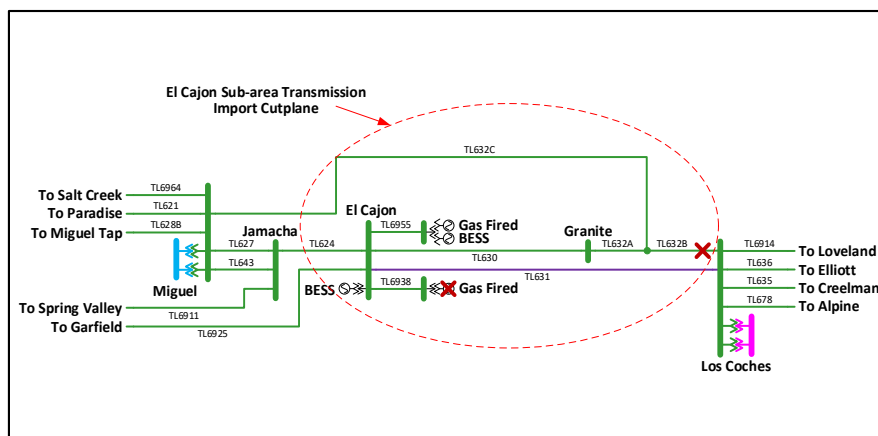 El Cajon Sub-area Transmission
Import Cutplane
TL632C
To Salt Creek
TL6964
To Paradise
TL621
To Miguel Tap
TL628B
El Cajon
TL6955
Gas Fired
BESS
Granite
Jamacha
TL627
TL624
TL632A
TL632B
TL6914
To Loveland
TL630
TL643
TL636
To Elliott
TL631
Miguel
BESS
TL6938
Gas Fired
TL635
To Creelman
To Spring Valley
TL6911
TL678
To Alpine
To Garfield
TL6925
Los Coches